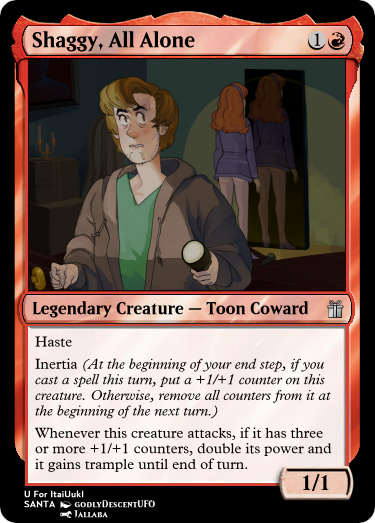 Shaggy, All Alone 1
Legendary Creature — Toon Coward
Haste
Inertia (At the beginning of your end step, if you
cast a spell this turn, put a +1/+1 counter on this
creature. Otherwise, remove all counters from it at
the beginning of the next turn.)
Whenever this creature attacks, if it has three
or more +1/+1 counters, double its power and
it gains trample until end of turn.
1/1
U For ItaiUukl
SANTA GODLYDESCENTUFO
JALLABA